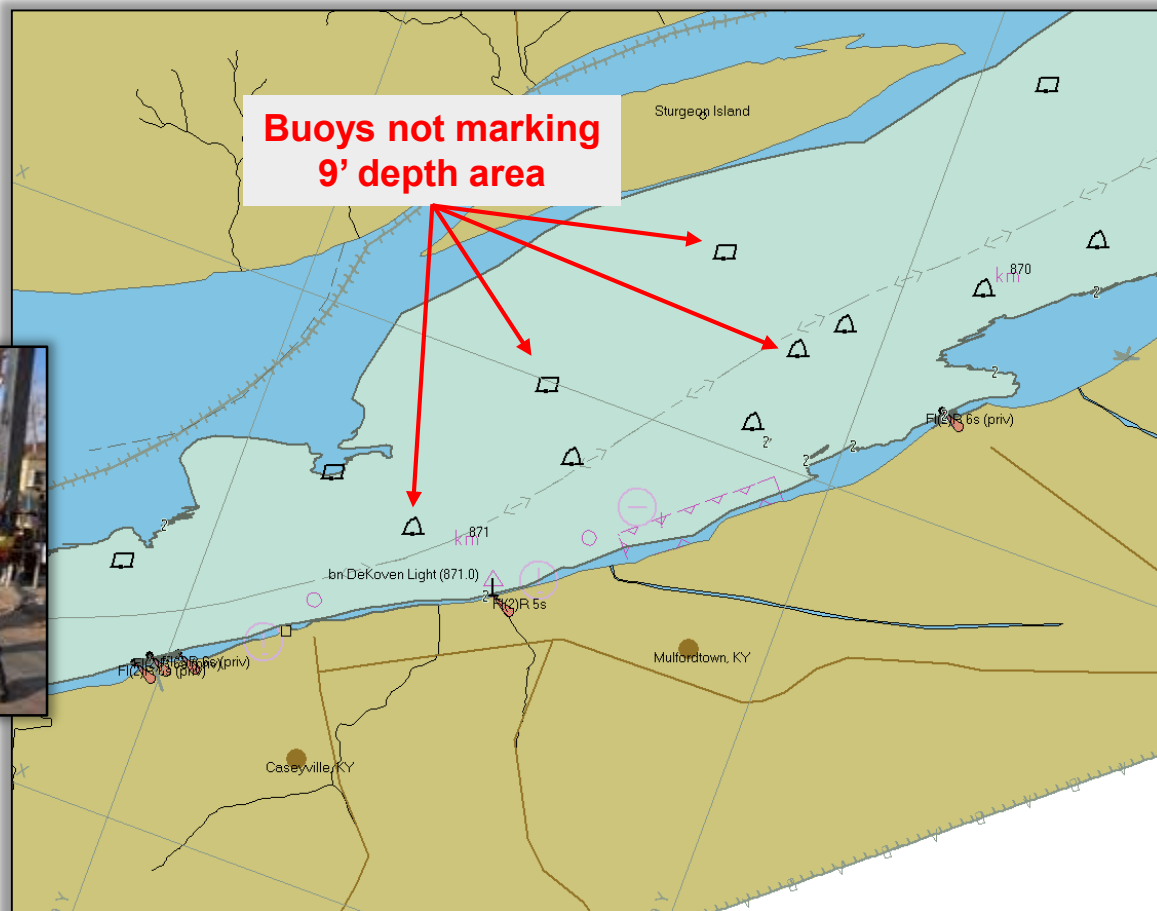 Sturgeon Island
Buoys not marking
9’ depth area
km 870
2
2
Fl(2)R 6s (priv)
2'
2
2
2
km 871
bn DeKoven Light (871.0)
2
Fl(2)R 5s
Mulfordtown, KY
Caseyville, KY